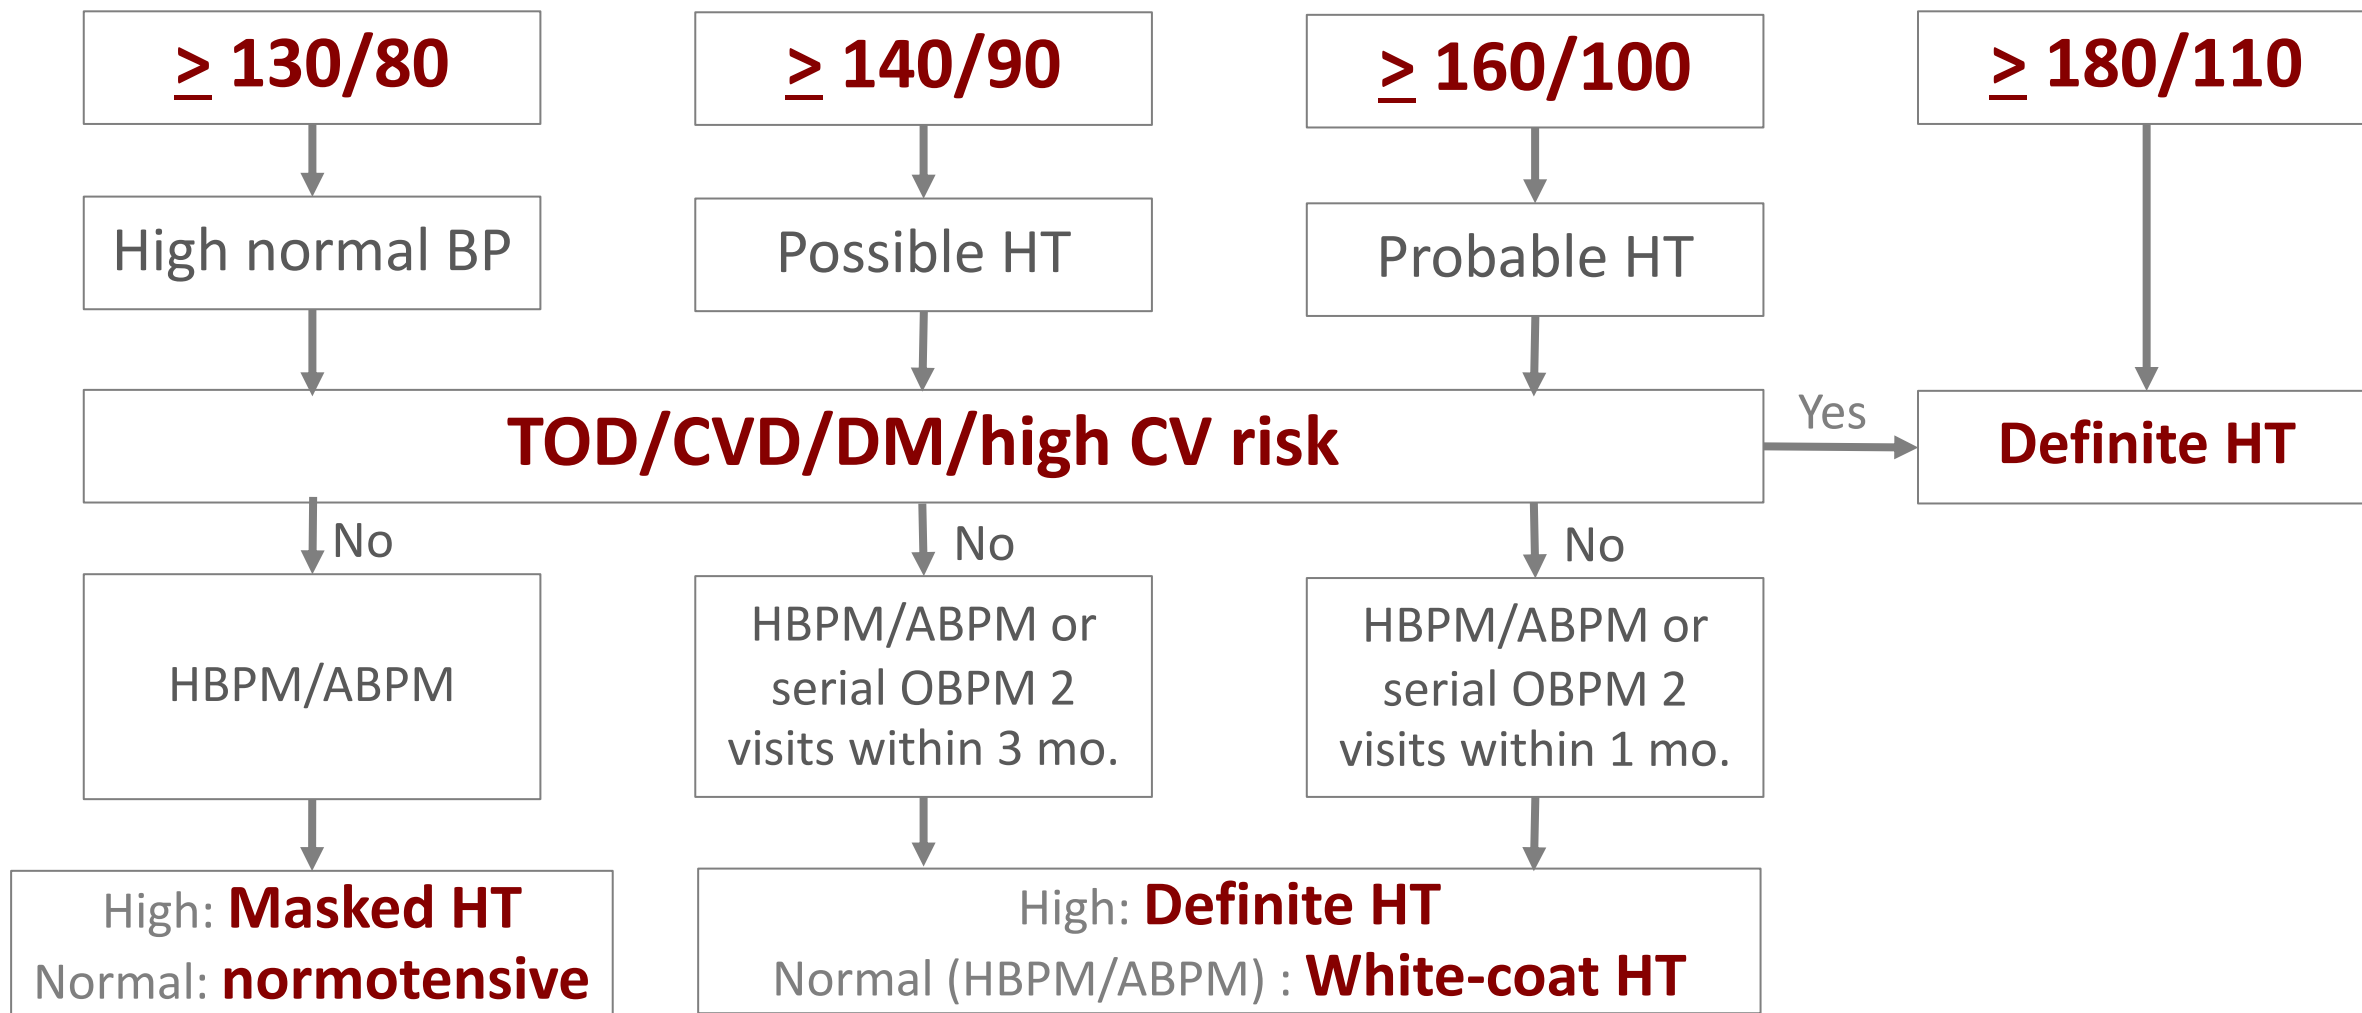 ≥ 130/80
≥ 140/90
≥ 160/100
≥ 180/110
High normal BP
Possible HT
Probable HT
TOD/CVD/DM/high CV risk
Yes
Definite HT
No
No
No
HBPM/ABPM
HBPM/ABPM or
serial OBPM 2
visits within 3 mo.
HBPM/ABPM or
serial OBPM 2
visits within 1 mo.
High: Masked HT
Normal: normotensive
High: Definite HT
Normal (HBPM/ABPM) : White-coat HT